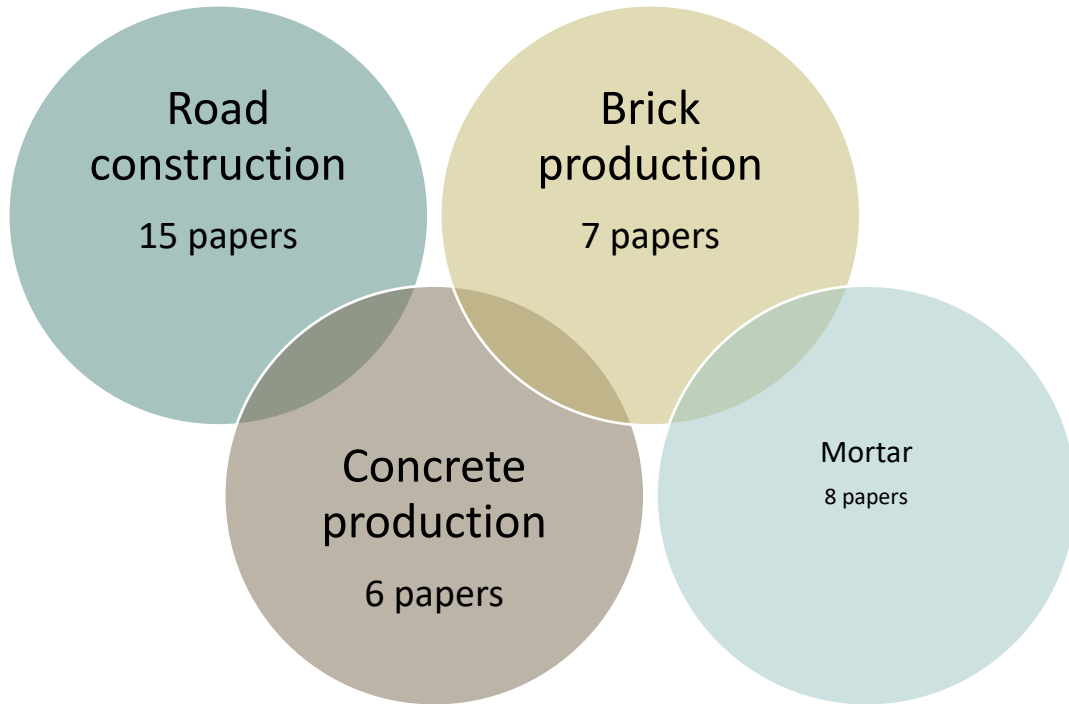 Road
construction
15 papers
Brick
production
7 papers
Concrete
production
6 papers
Mortar
8 papers